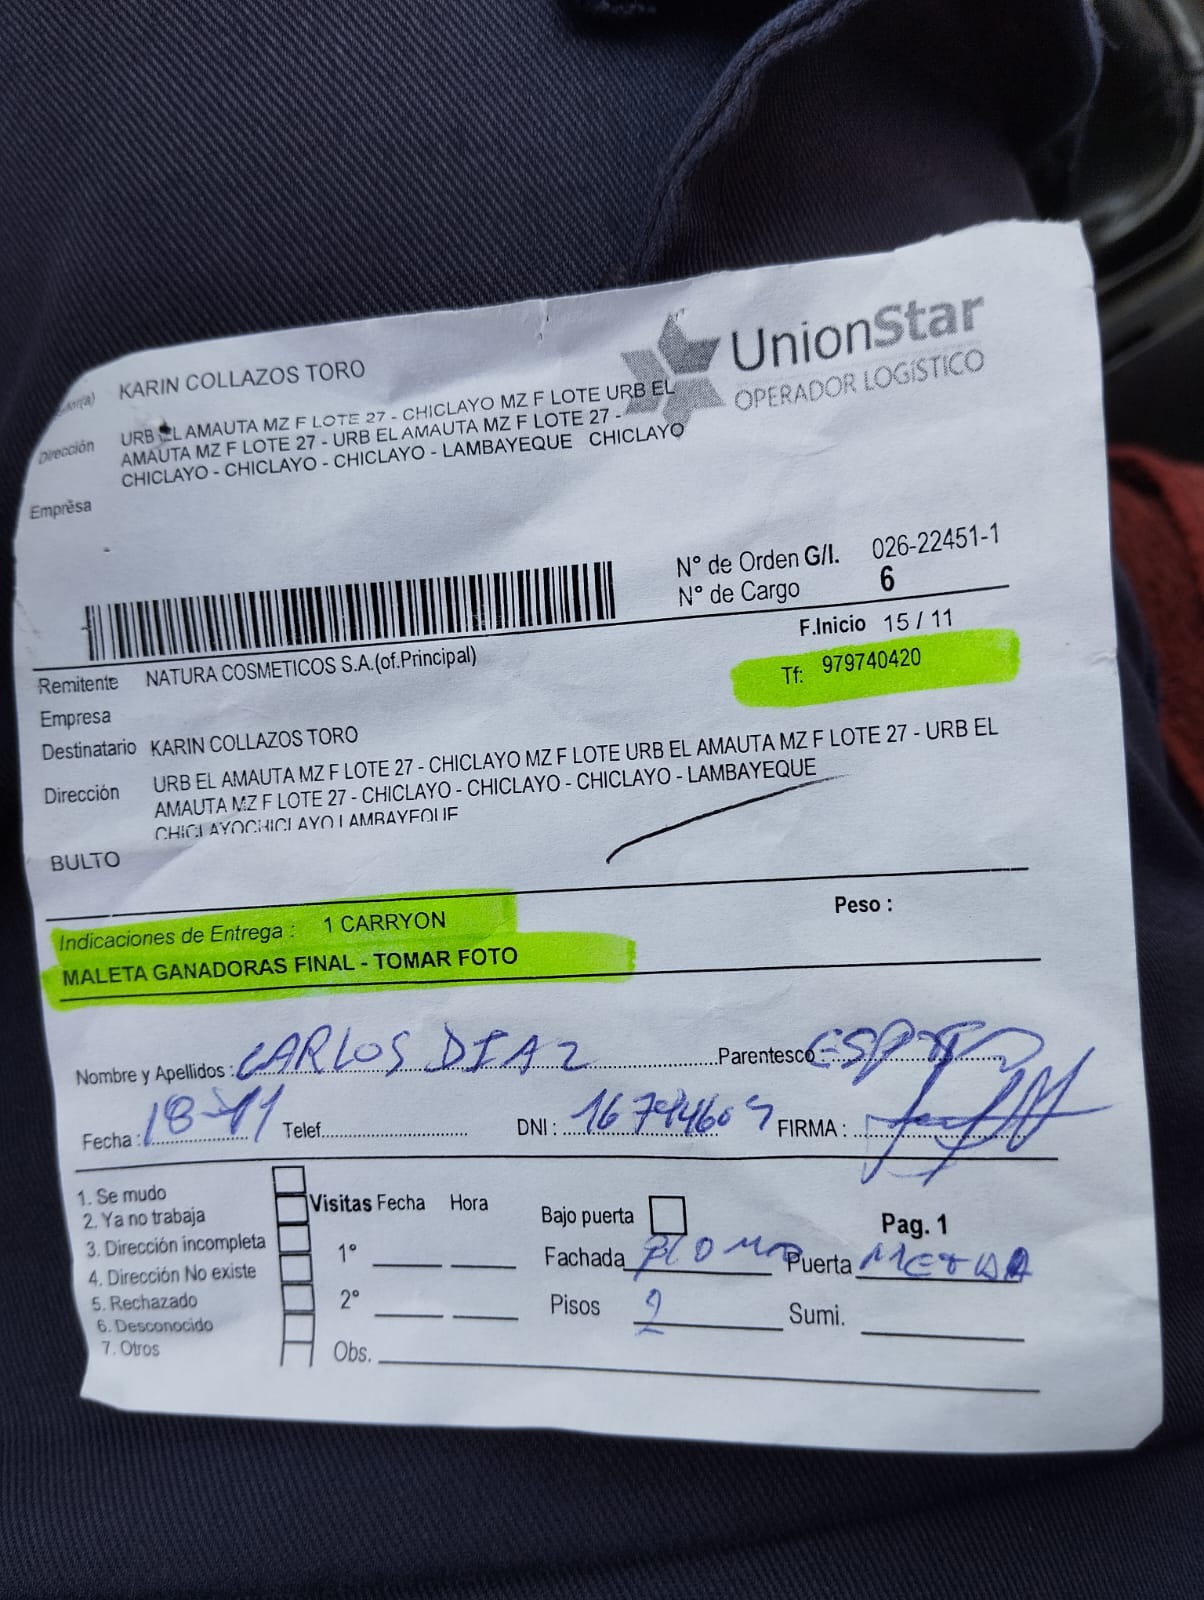 UnionStar
OPERADOR LOGÍSTICO
KARIN COLLAZOS TORO
Dirección URB EL AMAUTA MZ F LOTE 27 - CHICLAYO MZ F LOTE URB EL
AMAUTA MZ F LOTE 27 - URB EL AMAUTA MZ F LOTE 27 -
CHICLAYO - CHICLAYO - CHICLAYO - LAMBAYEQUE CHICLAYO
Empresa
N° de Orden G/I. 026-22451-1
N° de Cargo 6
F.Inicio 15 / 11
Remitente NATURA COSMETICOS S.A.(of.Principal)
Tf: 979740420
Empresa
Destinatario KARIN COLLAZOS TORO
Dirección URB EL AMAUTA MZ F LOTE 27 - CHICLAYO MZ F LOTE URB EL AMAUTA MZ F LOTE 27 - URB EL
AMAUTA MZ F LOTE 27 - CHICLAYO - CHICLAYO - CHICLAYO - LAMBAYEQUE
CHICLAYOCHICLAYO LAMBAYEQUE
BULTO
Peso :
Indicaciones de Entrega : 1 CARRYON
MALETA GANADORAS FINAL - TOMAR FOTO
Nombre y Apellidos : CARLOS DIAZ Parentesco :
Fecha : 18-11 Telef. DNI : FIRMA :
1. Se mudo
2. Ya no trabaja
3. Dirección incompleta
4. Dirección No existe
5. Rechazado
6. Desconocido
7. Otros
Visitas Fecha Hora
1°
2°
Obs.
Bajo puerta Pag. 1
Fachada Puerta
Pisos 2 Sumi.